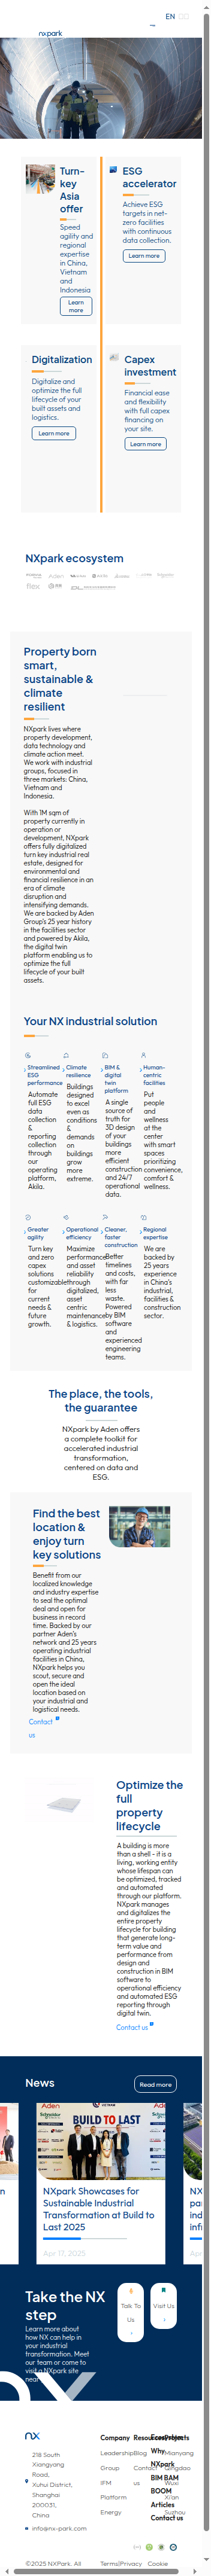 EN
nxpark
Turn-
key
Asia
offer
Speed
agility and
regional
expertise
in China,
Vietnam
and
Indonesia
Learn
more
ESG
accelerator
Achieve ESG
targets in net-
zero facilities
with continuous
data collection.
Learn more
Digitalization
Digitalize and
optimize the full
lifecycle of your
built assets and
logistics.
Learn more
Capex
investment
Financial ease
and flexibility
with full capex
financing on
your site.
Learn more
NXpark ecosystem
Aden
flex
Property born
smart,
sustainable &
climate
resilient
NXpark lives where
property development,
data technology and
climate action meet.
We work with industrial
groups, focused in
three markets: China,
Vietnam and
Indonesia.
With 1M sqm of
property currently in
operation or
development, NXpark
offers fully digitalized
turn key industrial real
estate, designed for
environmental and
financial resilience in an
era of climate
disruption and
intensifying demands.
We are backed by Aden
Group's 25 year history
in the facilities sector
and powered by Akila,
the digital twin
platform enabling us to
optimize the full
lifecycle of your built
assets.
Your NX industrial solution
Streamlined
ESG
performance
Automate
full ESG
data
collection
&
reporting
collection
through
our
operating
platform,
Akila.
Climate
resilience
Buildings
designed
to excel
even as
conditions
&
demands
on
buildings
grow
more
extreme.
BIM &
digital
twin
platform
A single
source of
truth for
3D design
of your
buildings
more
efficient
construction
and 24/7
operational
data.
Human-
centric
facilities
Put
people
and
wellness
at the
center
with smart
spaces
prioritizing
convenience,
comfort &
wellness.
Greater
agility
Turn key
and zero
capex
solutions
customizable
for
current
needs &
future
growth.
Operational
efficiency
Maximize
performance
and asset
reliability
through
digitalized,
asset
centric
maintenance
& logistics.
Cleaner,
faster
construction
Better
timelines
and costs,
with far
less
waste.
Powered
by BIM
software
and
experienced
engineering
teams.
Regional
expertise
We are
backed by
25 years
experience
in China's
industrial,
facilities &
construction
sector.
The place, the tools,
the guarantee
NXpark by Aden offers
a complete toolkit for
accelerated industrial
transformation,
centered on data and
ESG.
Find the best
location &
enjoy turn
key solutions
Benefit from our
localized knowledge
and industry expertise
to seal the optimal
deal and open for
business in record
time. Backed by our
partner Aden's
network and 25 years
operating industrial
facilities in China,
NXpark helps you
scout, secure and
open the ideal
location based on
your industrial and
logistical needs.
Contact
us
Optimize the
full
property
lifecycle
A building is more
than a shell - it is a
living, working entity
whose lifespan can
be optimized, tracked
and automated
through our platform.
NXpark manages
and digitalizes the
entire property
lifecycle for building
that generate long-
term value and
performance from
design and
construction in BIM
software to
operational efficiency
and automated ESG
reporting through
digital twin.
Contact us
News
Read more
Aden
Schneider
Electric
BUILD TO LAST
Aden
Schneider
NXpark Showcases for
Sustainable Industrial
Transformation at Build to
Last 2025
Apr 17, 2025
Take the NX
step
Learn more about
how NX can help in
your industrial
transformation. Meet
our team or come to
visit a NXpark site
near
Talk To
Us
Visit Us
218 South
Xiangyang
Road,
Xuhui District,
Shanghai
200031,
China
info@nx-park.com
Company
Leadership
Group
IFM
Platform
Energy
Resources
Blog
Contact
us
Ecosystem
Why
NXpark
BIM BAM
BOOM
Articles
Contact us
Projects
Mianyang
Qingdao
Wuxi
Xi'an
Suzhou
©2025 NXPark. All
Terms
Privacy
Cookie